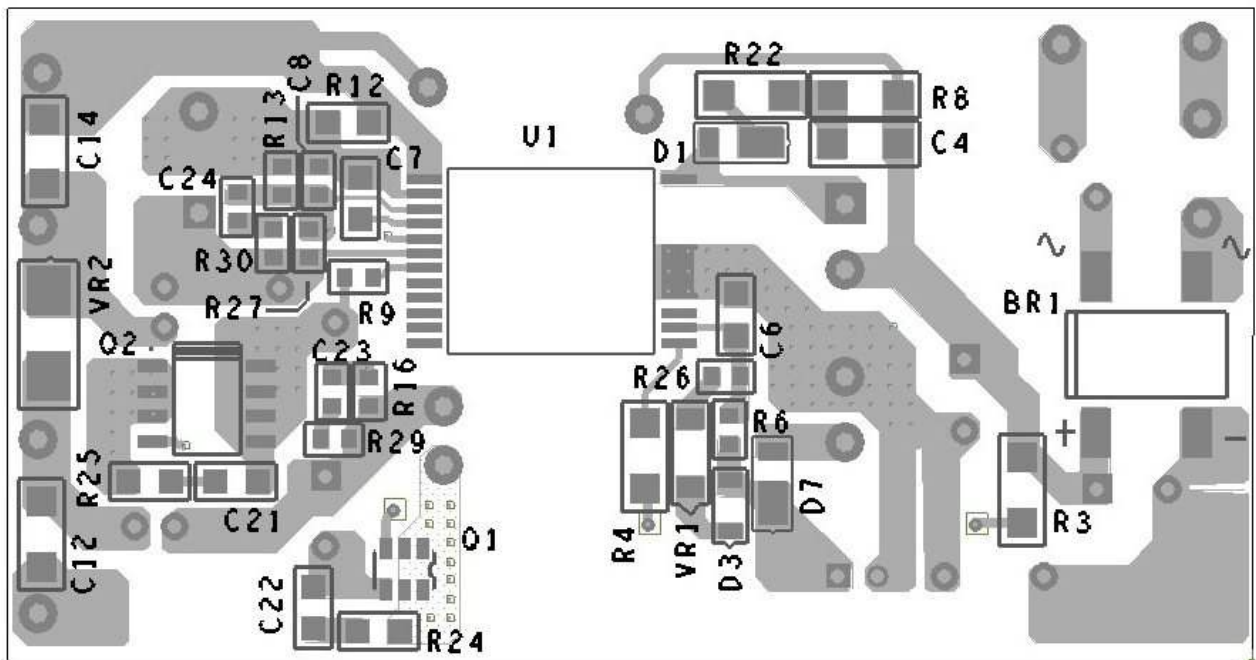 R22
C8
R12
R13
R8
C14
U1
D1
C4
C7
C24
~
~
R30
VR2
R27
R9
BR1
Q2
C23
C6
R16
R26
R29
R6
+
-
R25
C21
D7
R4
VR1
D3
R3
C12
Q1
C22
R24